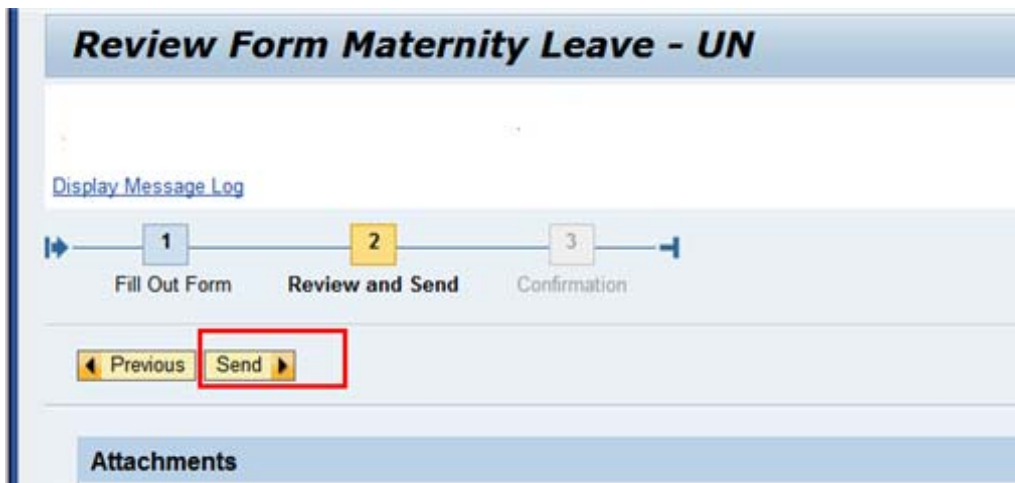 Review Form Maternity Leave - UN
Display Message Log
1 2 3
Fill Out Form Review and Send Confirmation
Previous Send
Attachments